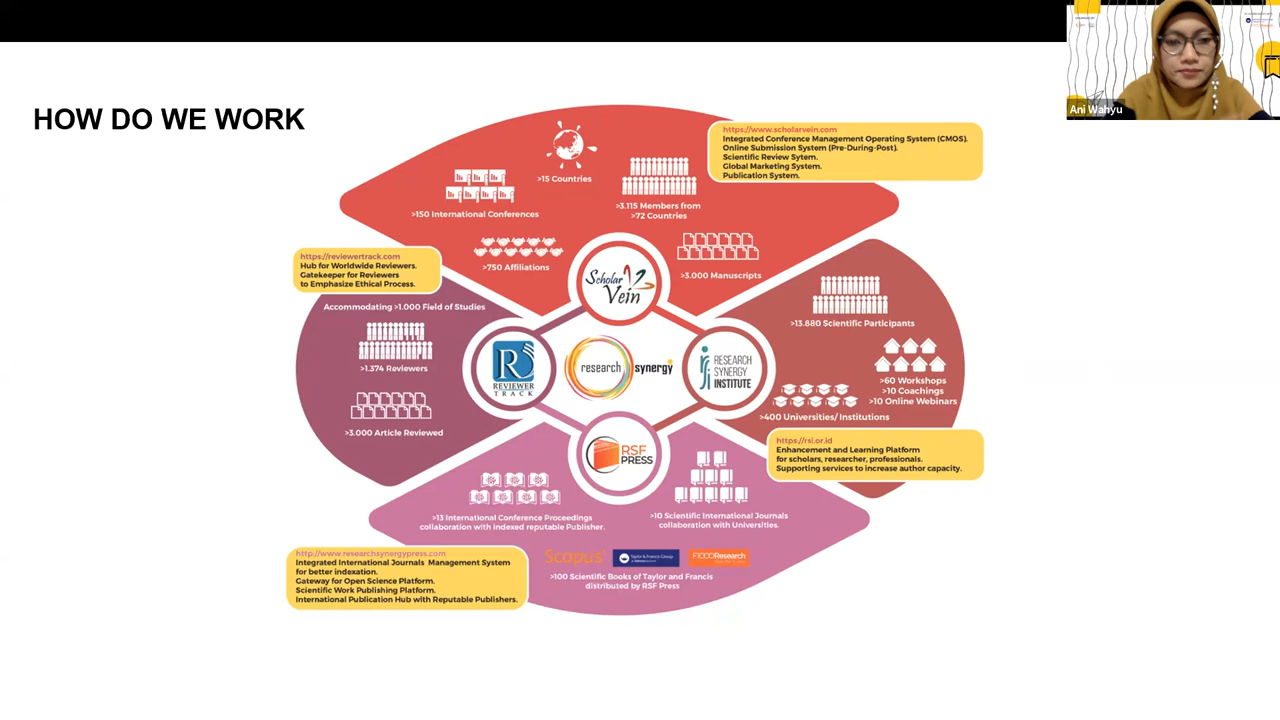 HOW DO WE WORK
Ani Wahyu
>15 Countries
>150 International Conferences
>3.115 Members from
>72 Countries
>750 Affiliations
>3.000 Manuscripts
https://www.scholarvein.com
Integrated Conference Management Operating System (CMOS).
Online Submission System (Pre-During-Post).
Scientific Review Sytem.
Global Marketing System.
Publication System.
https://reviewertrack.com
Hub for Worldwide Reviewers.
Gatekeeper for Reviewers
to Emphasize Ethical Process.
Accommodating >1.000 Field of Studies
>1.374 Reviewers
>3.000 Article Reviewed
Scholar
Vein
R
REVIEWER
TRACK
research synergy
RESEARCH
SYNERGY
INSTITUTE
RSF
PRESS
>13.880 Scientific Participants
>60 Workshops
>10 Coachings
>10 Online Webinars
>400 Universities/ Institutions
https://rsi.or.id
Enhancement and Learning Platform
for scholars, researcher, professionals.
Supporting services to increase author capacity.
>13 International Conference Proceedings
collaboration with indexed reputable Publisher.
>10 Scientific International Journals
collaboration with Universities.
Scopus
Taylor & Francis Group
F1000Research
>100 Scientific Books of Taylor and Francis
distributed by RSF Press
http://www.researchsynergypress.com
Integrated International Journals Management System
for better indexation.
Gateway for Open Science Platform.
Scientific Work Publishing Platform.
International Publication Hub with Reputable Publishers.